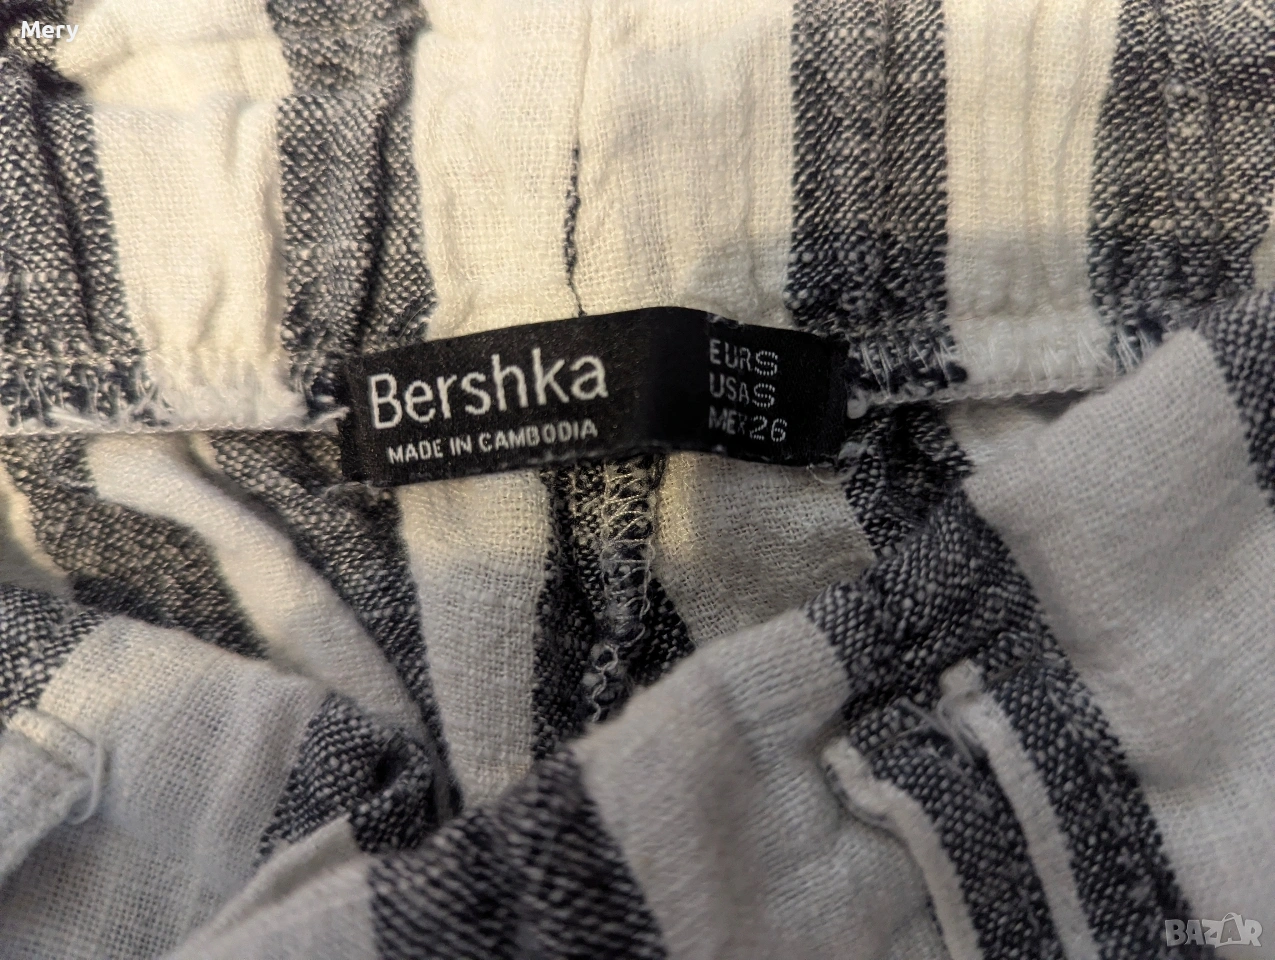 Mery
Bershka
MADE IN CAMBODIA
EUR S
USA S
MEX 26
BAZAR